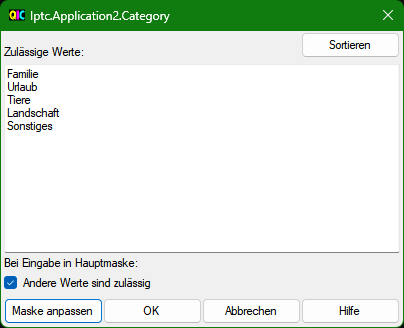 QIC Iptc.Application2.Category
Sortieren
Zulässige Werte:
Familie
Urlaub
Tiere
Landschaft
Sonstiges
Bei Eingabe in Hauptmaske:
Andere Werte sind zulässig
Maske anpassen OK Abbrechen Hilfe